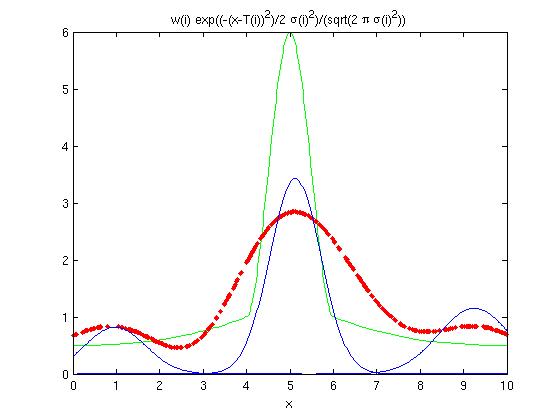 w(i) exp((-(x-T(i))²)/2 σ(i)²)/(sqrt(2 π σ(i)²))
6
5
4
3
2
1
0
0 1 2 3 4 5 6 7 8 9 10
x